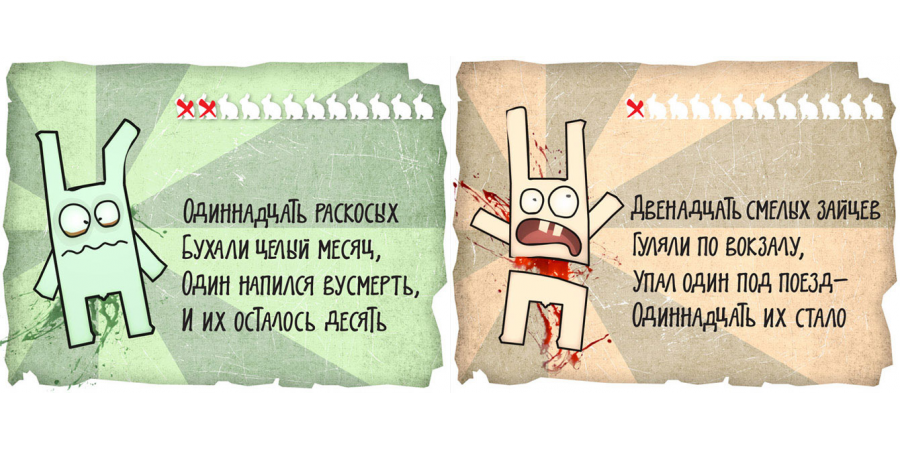 Одиннадцать раскосых
Бухали целый месяц,
Один напился вусмерть,
И их осталось десять
Двенадцать смелых зайцев
Гуляли по вокзалу,
Упал один под поезд–
Одиннадцать их стало